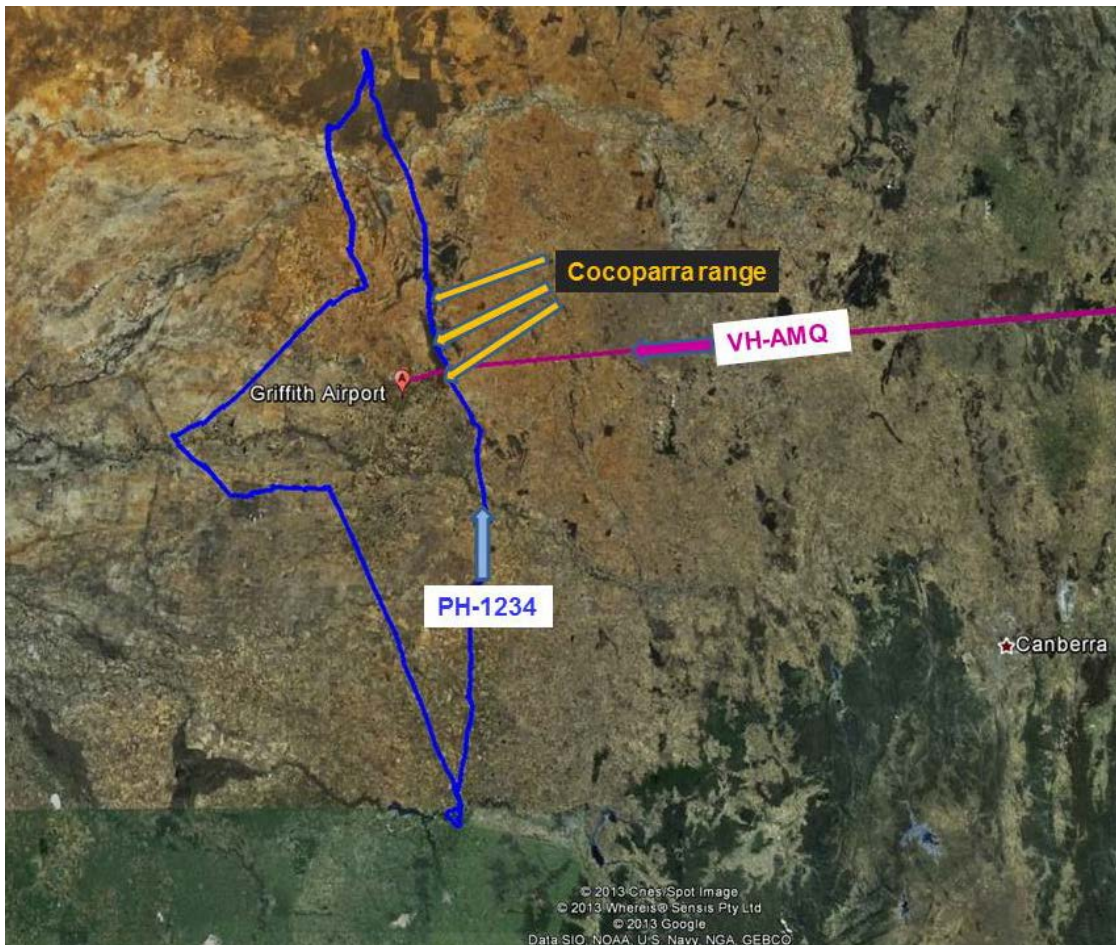 Cocoparra range
VH-AMQ
A
Griffith Airport
PH-1234
Canberra
© 2013 Cnes/Spot Image
© 2013 Whereis® Sensis Pty Ltd
© 2013 Google
Data SIO, NOAA, U.S. Navy, NGA, GEBCO